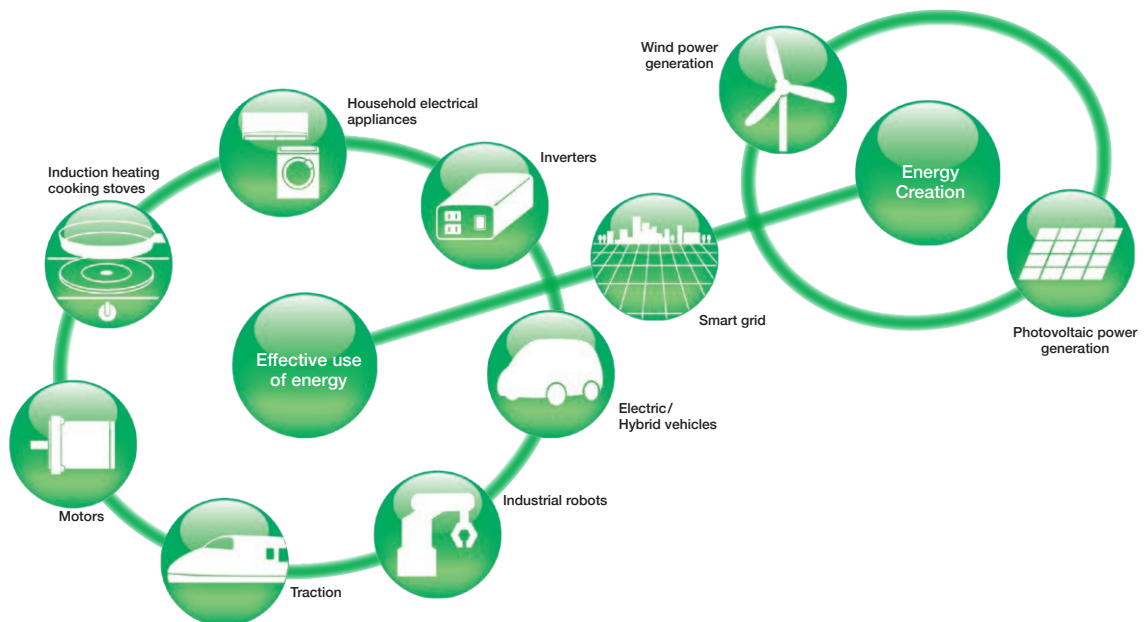 Wind power
generation
Household electrical
appliances
Inverters
Induction heating
cooking stoves
Energy
Creation
Smart grid
Photovoltaic power
generation
Effective use
of energy
Electric/
Hybrid vehicles
Industrial robots
Motors
Traction